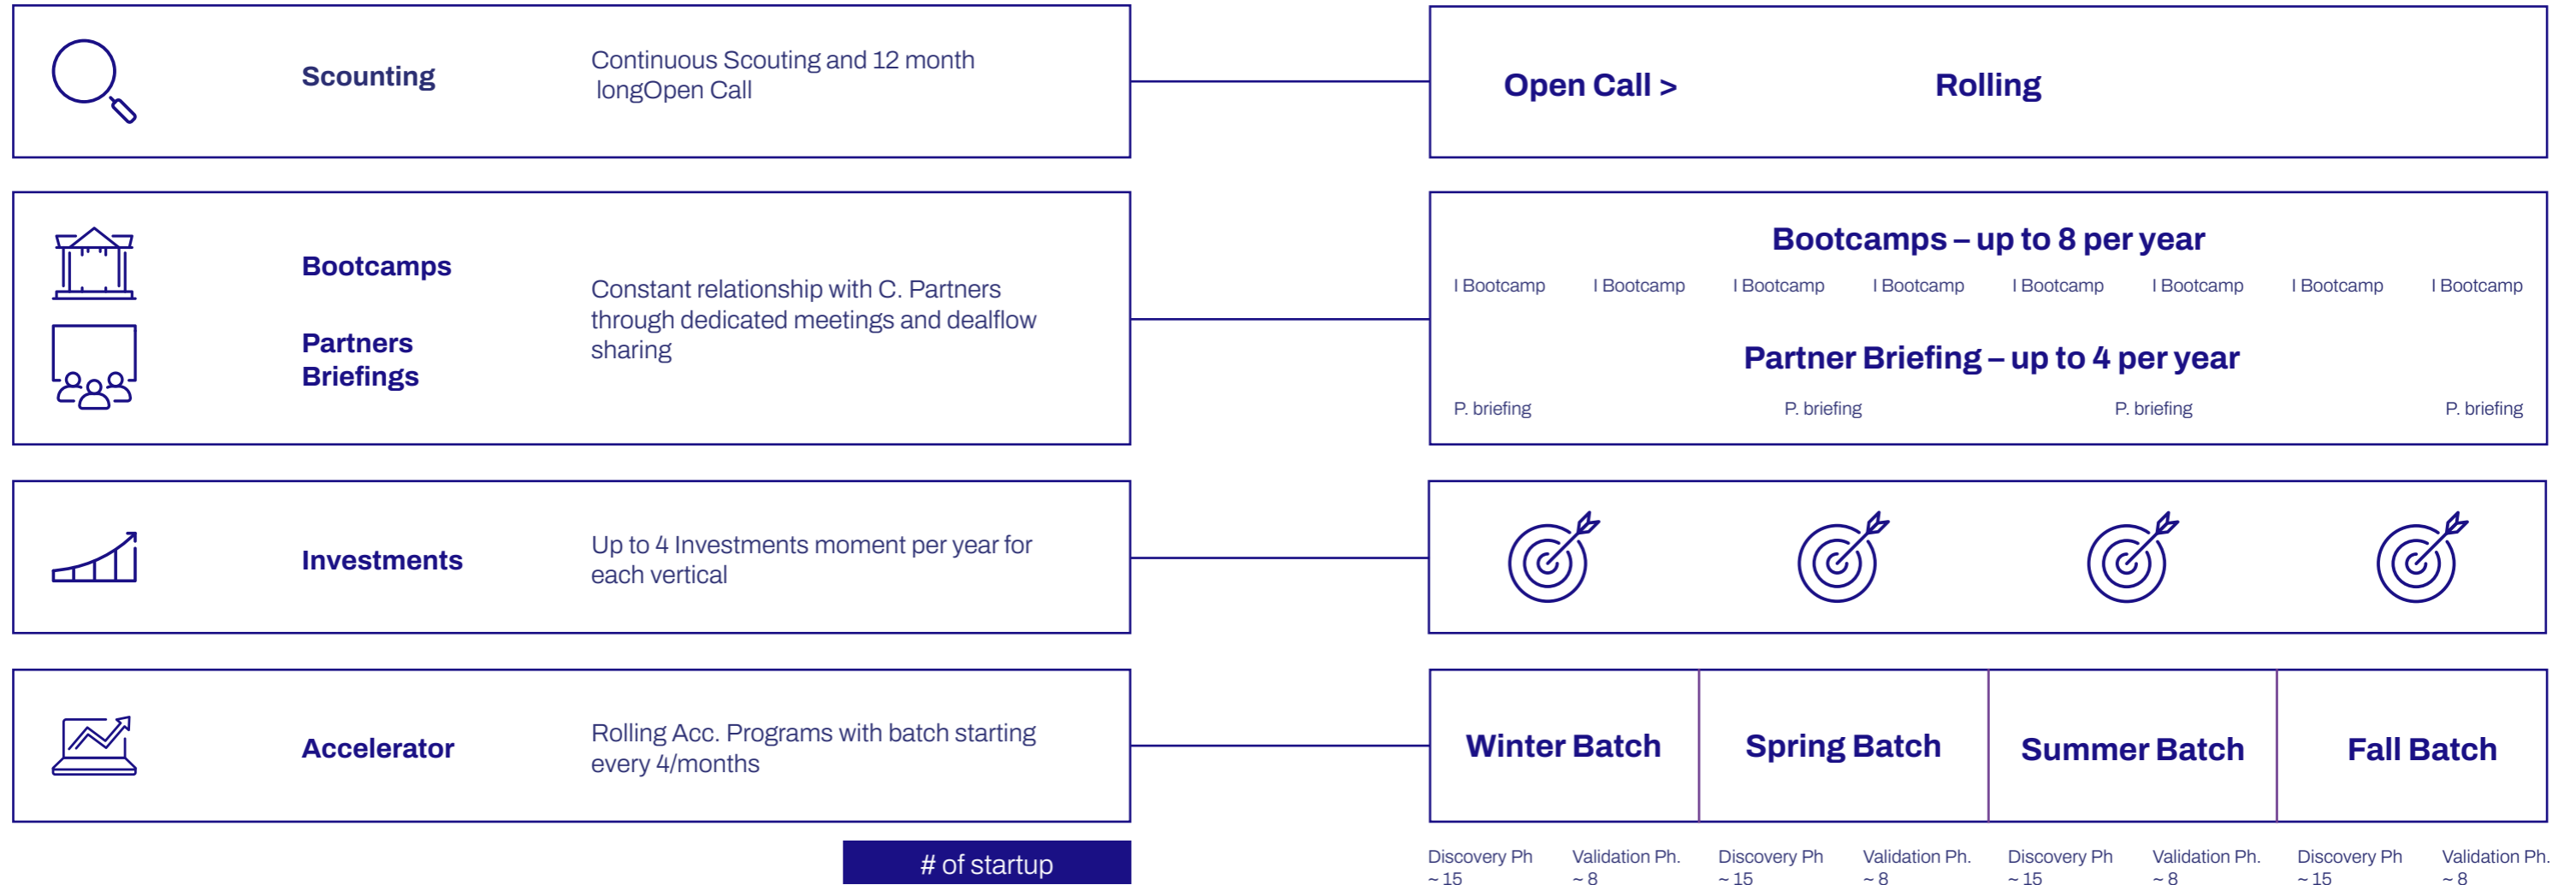 Scounting
Continuous Scouting and 12 month
longOpen Call
Open Call >
Rolling
Bootcamps
Partners
Briefings
Constant relationship with C. Partners
through dedicated meetings and dealflow
sharing
Bootcamps – up to 8 per year
I Bootcamp I Bootcamp I Bootcamp I Bootcamp I Bootcamp I Bootcamp I Bootcamp I Bootcamp
Partner Briefing – up to 4 per year
P. briefing P. briefing P. briefing P. briefing
Investments
Up to 4 Investments moment per year for
each vertical
Accelerator
Rolling Acc. Programs with batch starting
every 4/months
Winter Batch
Spring Batch
Summer Batch
Fall Batch
# of startup
Discovery Ph Validation Ph. Discovery Ph Validation Ph. Discovery Ph Validation Ph. Discovery Ph Validation Ph.
~ 15 ~ 8 ~ 15 ~ 8 ~ 15 ~ 8 ~ 15 ~ 8